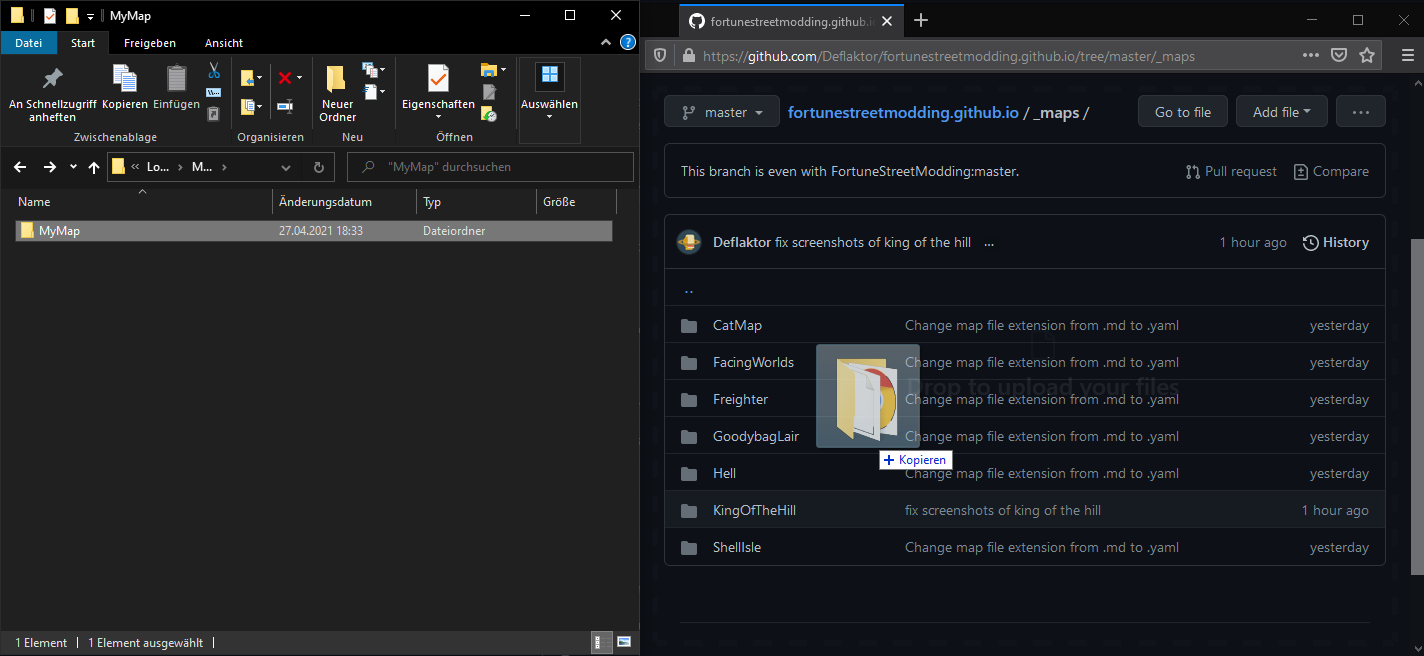 MyMap
Datei Start Freigeben Ansicht
An Schnellzugriff anheften
Kopieren
Einfügen
Zwischenablage
Organisieren
Neuer Ordner
Neu
Eigenschaften
Öffnen
Auswählen
Lo... M...
"MyMap" durchsuchen
Name Änderungsdatum Typ Größe
MyMap 27.04.2021 18:33 Dateiordner
1 Element 1 Element ausgewählt
fortunestreetmodding.github.io
https://github.com/Deflaktor/fortunestreetmodding.github.io/tree/master/_maps
master fortunestreetmodding.github.io / _maps / Go to file Add file ...
This branch is even with FortuneStreetModding:master. Pull request Compare
Deflaktor fix screenshots of king of the hill ... 1 hour ago History
..
CatMap Change map file extension from .md to .yaml yesterday
FacingWorlds Change map file extension from .md to .yaml yesterday
Drop to upload your files
Freighter Change map file extension from .md to .yaml yesterday
GoodybagLair Change map file extension from .md to .yaml yesterday
+ Kopieren
Hell Change map file extension from .md to .yaml yesterday
KingOfTheHill fix screenshots of king of the hill 1 hour ago
ShellIsle Change map file extension from .md to .yaml yesterday